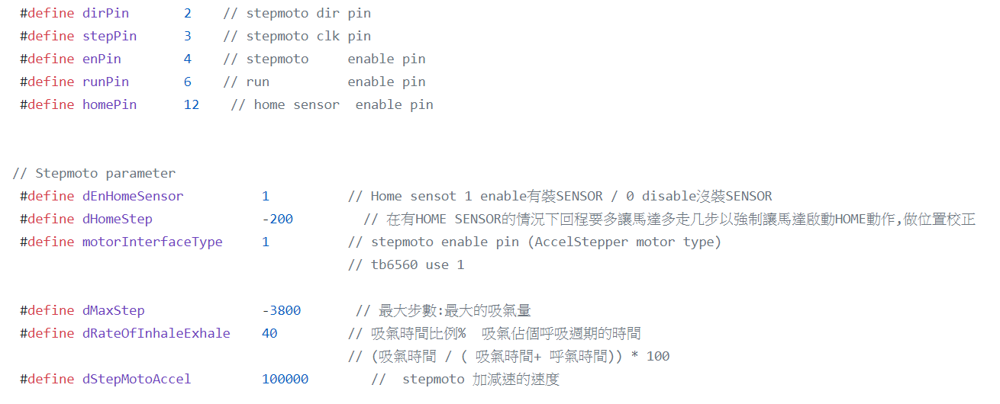 #define dirPin 2 // stepmoto dir pin
#define stepPin 3 // stepmoto clk pin
#define enPin 4 // stepmoto enable pin
#define runPin 6 // run enable pin
#define homePin 12 // home sensor enable pin
// Stepmoto parameter
#define dEnHomeSensor 1 // Home sensot 1 enable有裝SENSOR / 0 disable沒裝SENSOR
#define dHomeStep -200 // 在有HOME SENSOR的情況下回程要多讓馬達多走几步以強制讓馬達啟動HOME動作,做位置校正
#define motorInterfaceType 1 // stepmoto enable pin (AccelStepper motor type)
// tb6560 use 1
#define dMaxStep -3800 // 最大步數:最大的吸氣量
#define dRateOfInhaleExhale 40 // 吸氣時間比例% 吸氣佔個呼吸週期的時間
// (吸氣時間 / ( 吸氣時間+ 呼氣時間)) * 100
#define dStepMotoAccel 100000 // stepmoto 加減速的速度